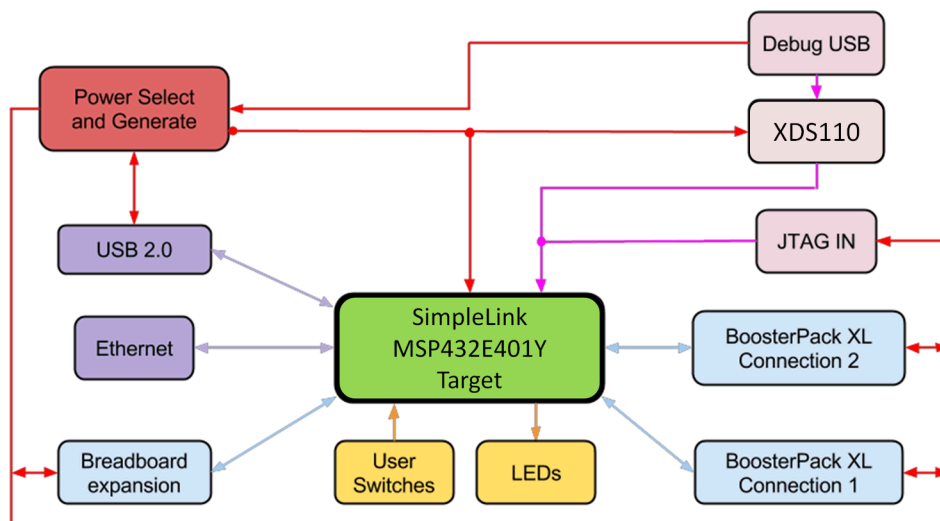 Debug USB
Power Select
and Generate
XDS110
USB 2.0
JTAG IN
SimpleLink
MSP432E401Y
Target
Ethernet
BoosterPack XL
Connection 2
Breadboard
expansion
User
Switches
LEDs
BoosterPack XL
Connection 1